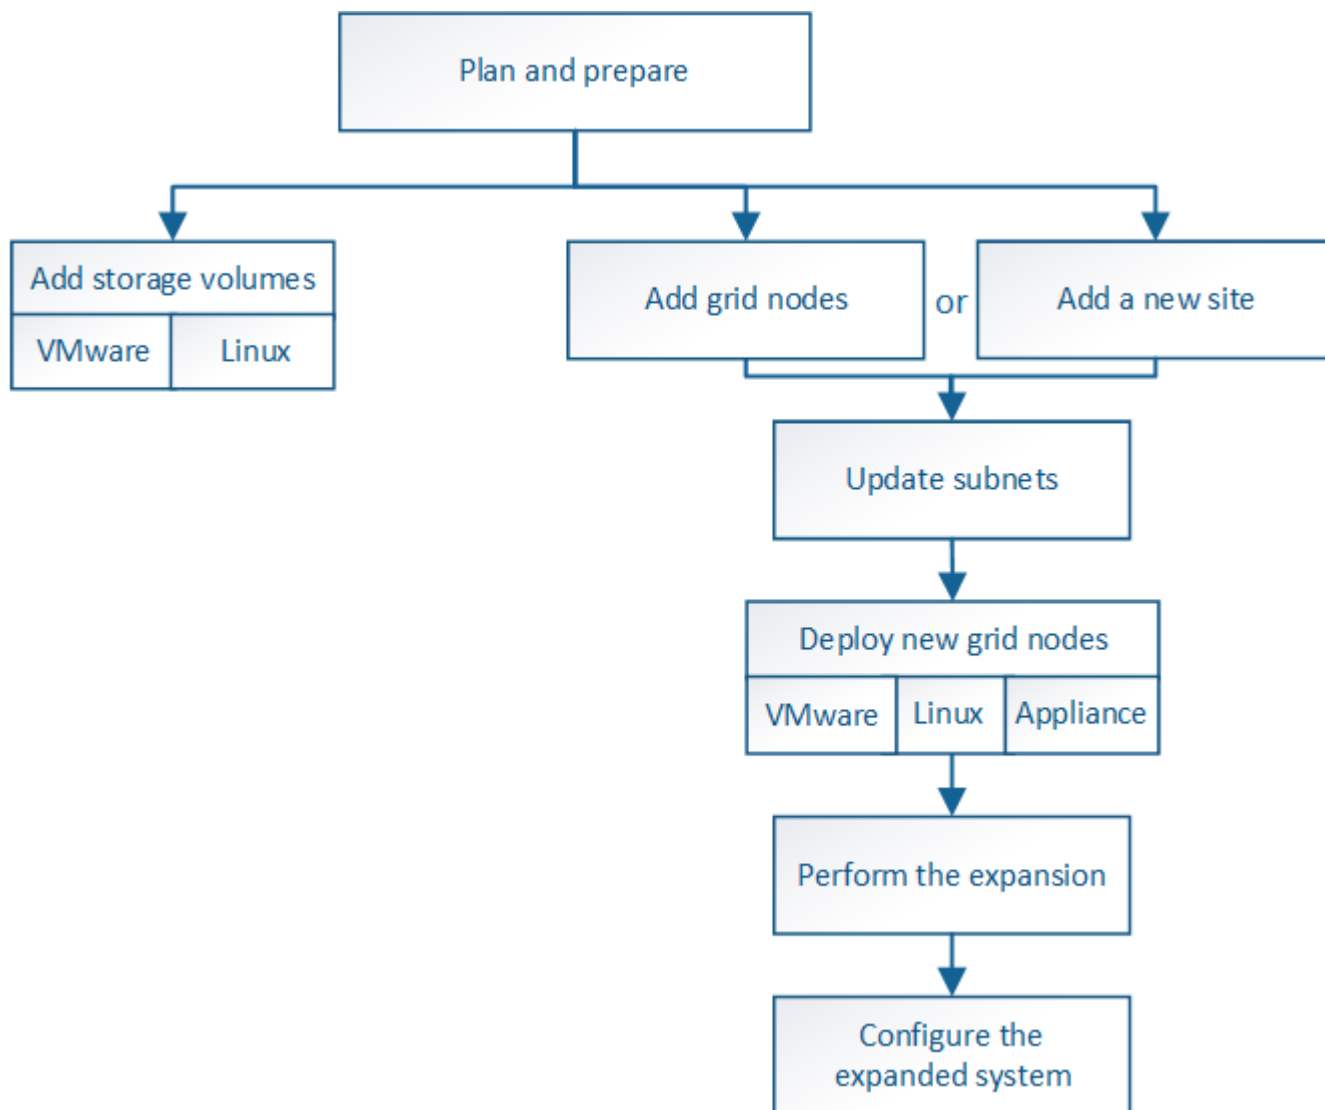 Plan and prepare
Add storage volumes
VMware
Linux
Add grid nodes
or
Add a new site
Update subnets
Deploy new grid nodes
VMware
Linux
Appliance
Perform the expansion
Configure the
expanded system